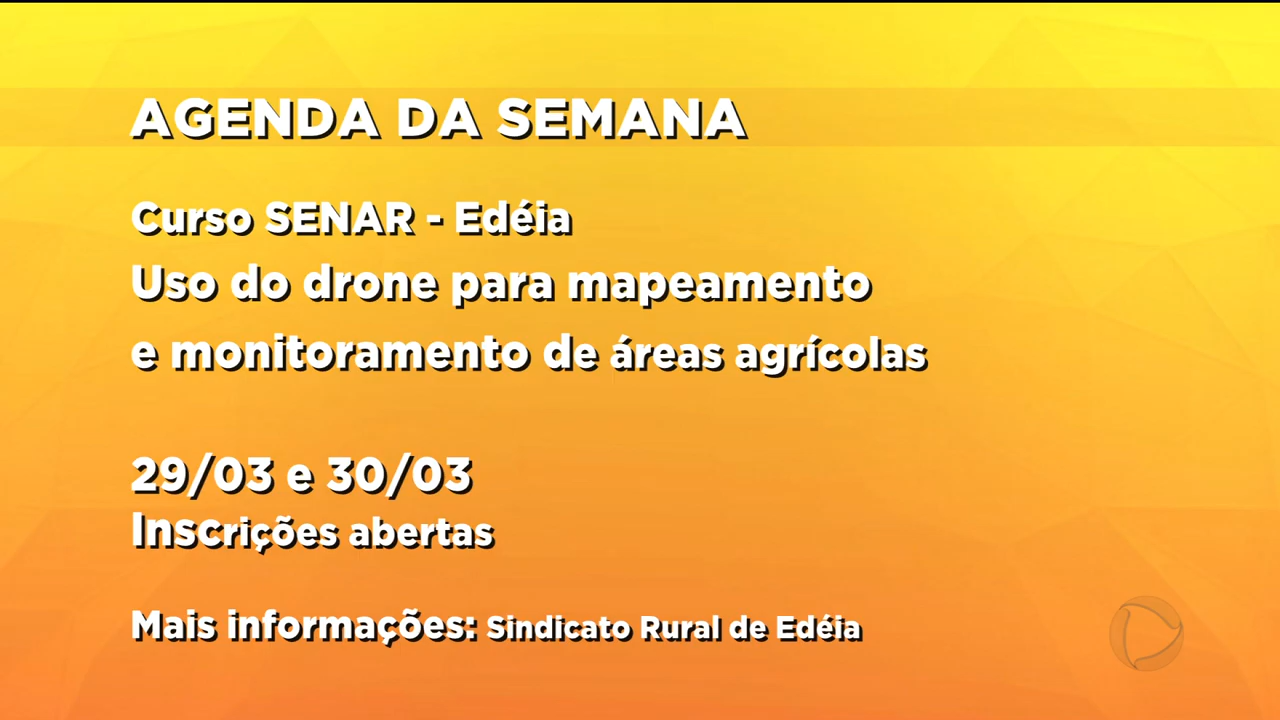 AGENDA DA SEMANA
Curso SENAR - Edéia
Uso do drone para mapeamento
e monitoramento de áreas agrícolas
29/03 e 30/03
Inscrições abertas
Mais informações: Sindicato Rural de Edéia